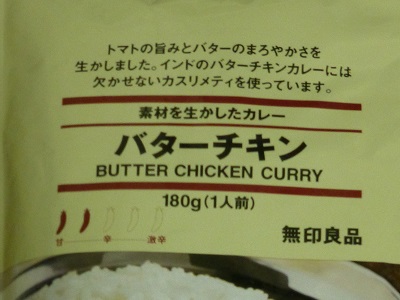 トマトの旨みとバターのまろやかさを
生かしました。インドのバターチキンカレーには
欠かせないカスリメティを使っています。
素材を生かしたカレー
バターチキン
BUTTER CHICKEN CURRY
180g(1人前)
甘 辛 激辛
無印良品